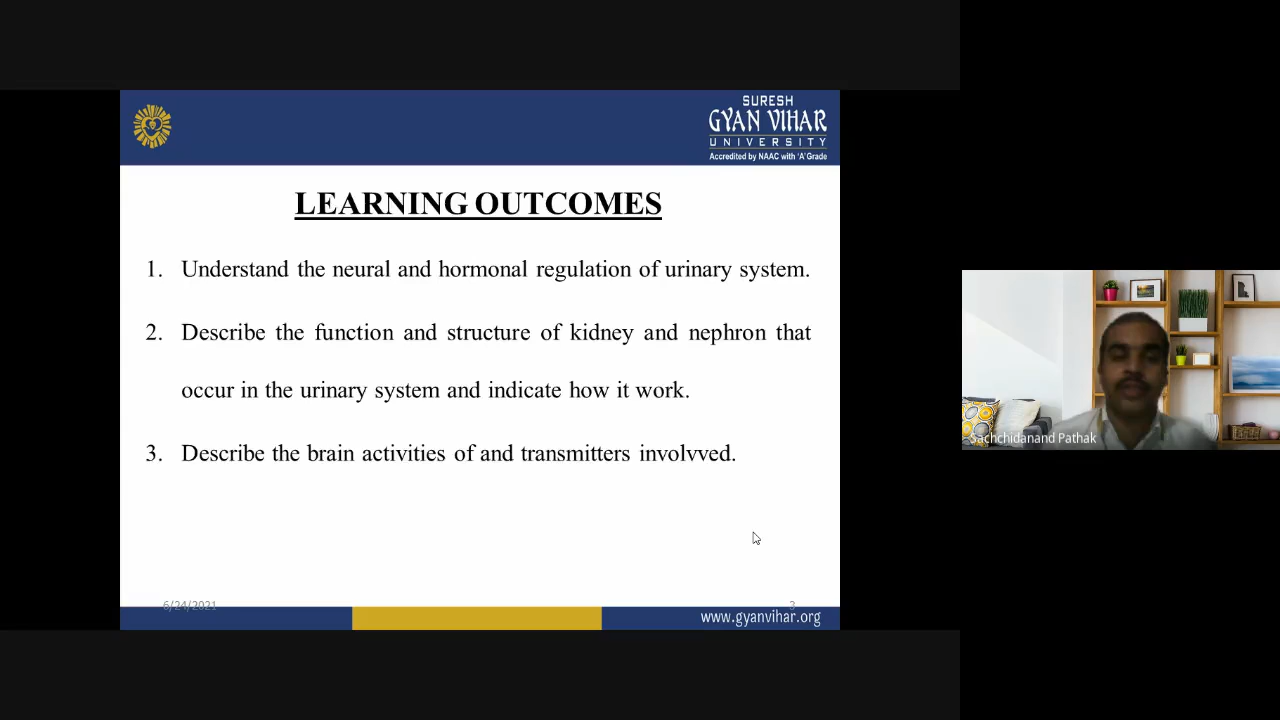 SURESH
GYAN VIHAR
UNIVERSITY
Accredited by NAAC with 'A' Grade
LEARNING OUTCOMES
1. Understand the neural and hormonal regulation of urinary system.
2. Describe the function and structure of kidney and nephron that
occur in the urinary system and indicate how it work.
3. Describe the brain activities of and transmitters involvved.
Sachchidanand Pathak
6/24/2021
3
www.gyanvihar.org